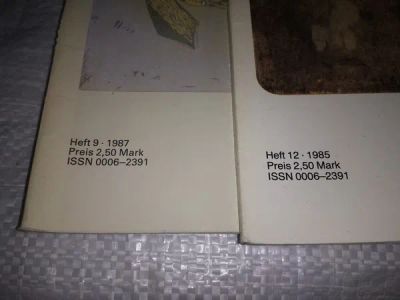 Heft 9 · 1987
Preis 2,50 Mark
ISSN 0006–2391
Heft 12 · 1985
Preis 2,50 Mark
ISSN 0006–2391